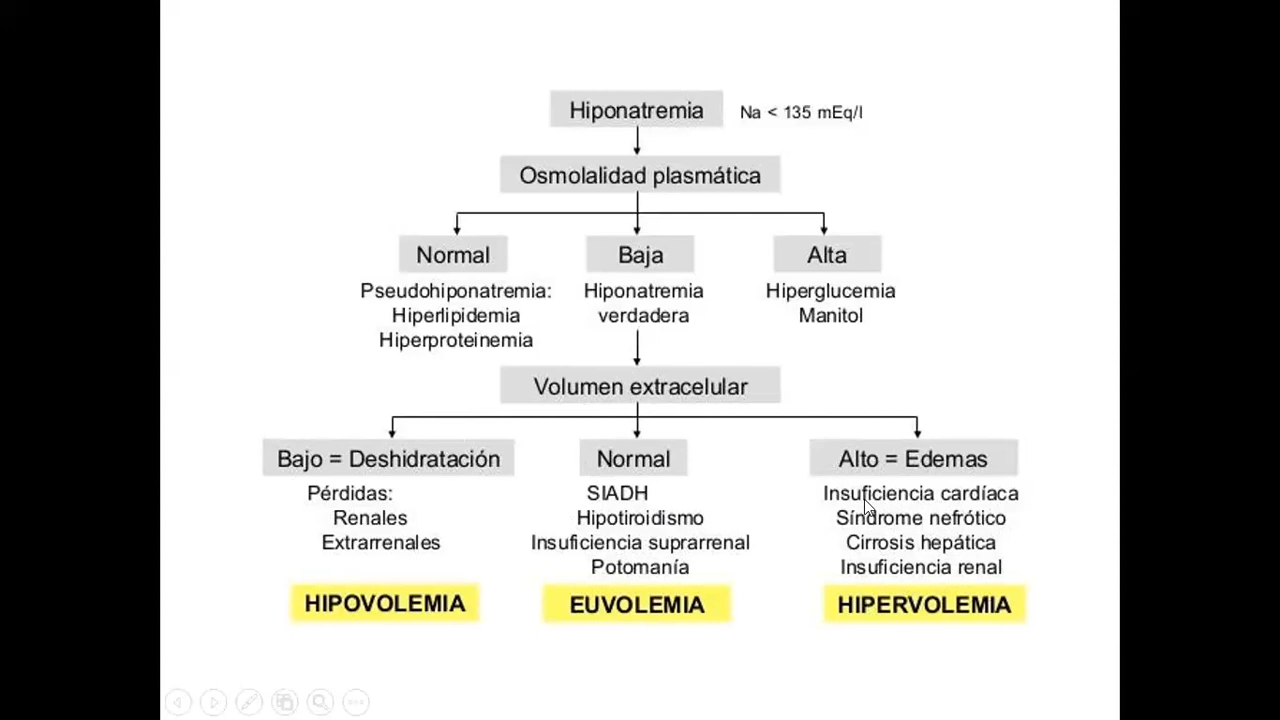 Hiponatremia
Na < 135 mEq/l
Osmolalidad plasmática
Normal
Baja
Alta
Pseudohiponatremia:
Hiperlipidemia
Hiperproteinemia
Hiponatremia
verdadera
Hiperglucemia
Manitol
Volumen extracelular
Bajo = Deshidratación
Normal
Alto = Edemas
Pérdidas:
Renales
Extrarrenales
SIADH
Hipotiroidismo
Insuficiencia suprarrenal
Potomanía
Insuficiencia cardíaca
Síndrome nefrótico
Cirrosis hepática
Insuficiencia renal
HIPOVOLEMIA
EUVOLEMIA
HIPERVOLEMIA